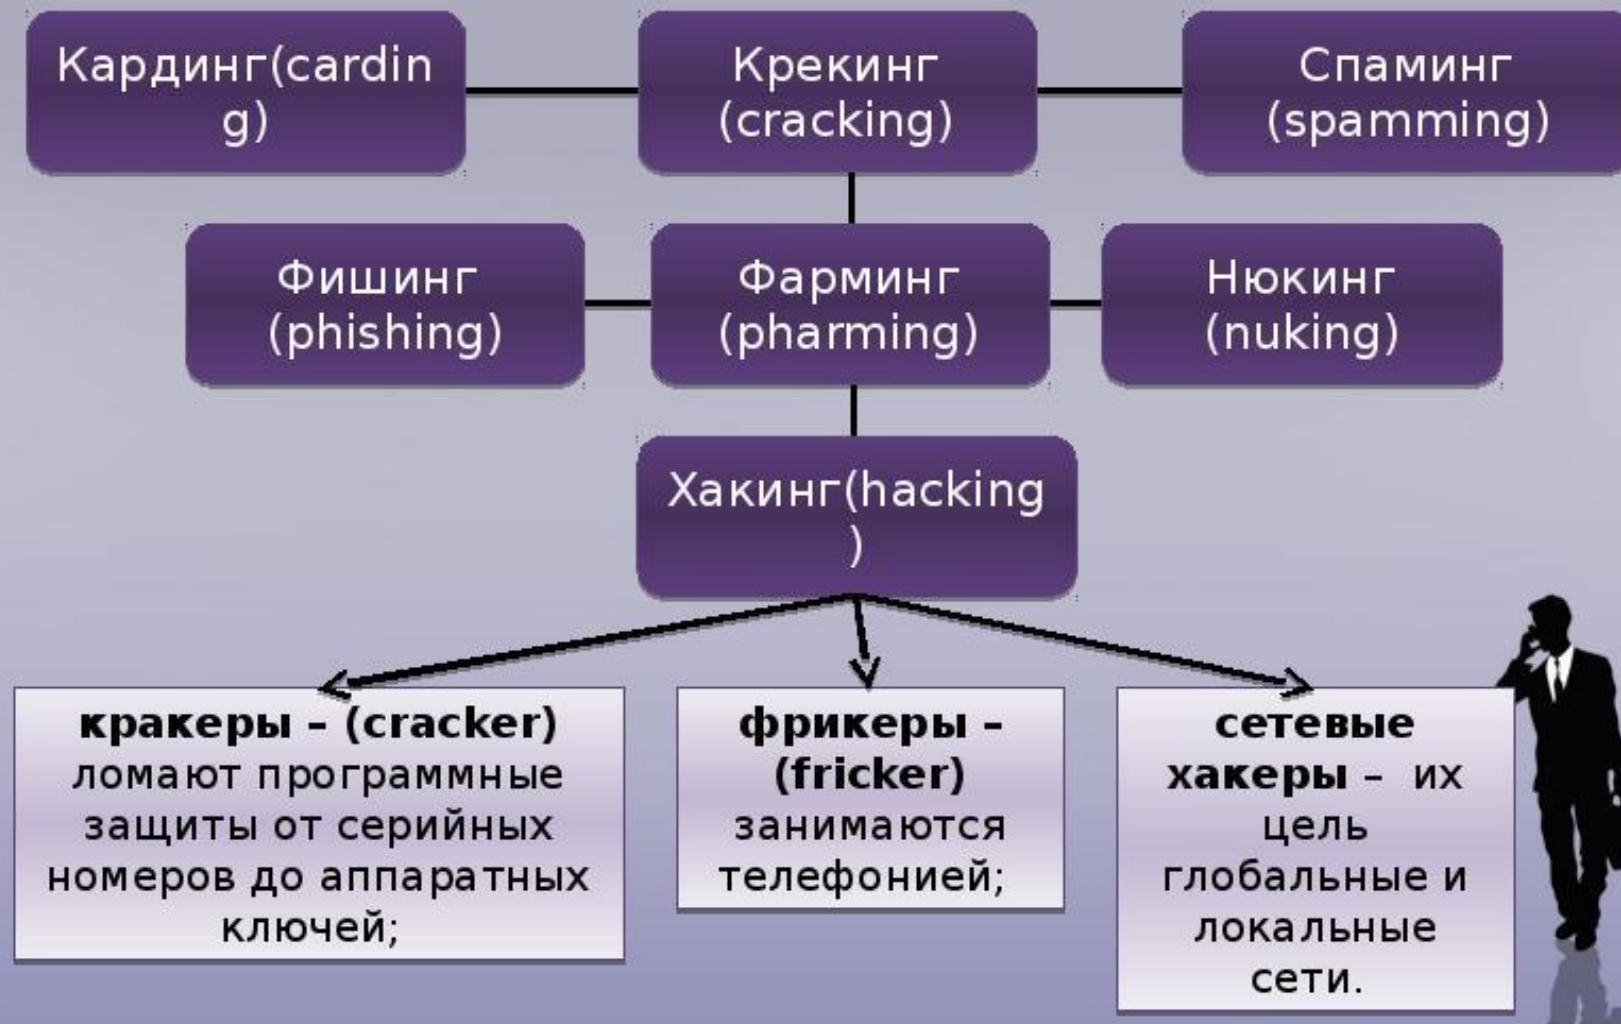 Кардинг(cardin
g)
Крекинг
(cracking)
Спаминг
(spamming)
Фишинг
(phishing)
Фарминг
(pharming)
Нюкинг
(nuking)
Хакинг(hacking
)
кракеры – (cracker)
ломают программные
защиты от серийных
номеров до аппаратных
ключей;
фрикеры –
(fricker)
занимаются
телефонией;
сетевые
хакеры – их
цель
глобальные и
локальные
сети.